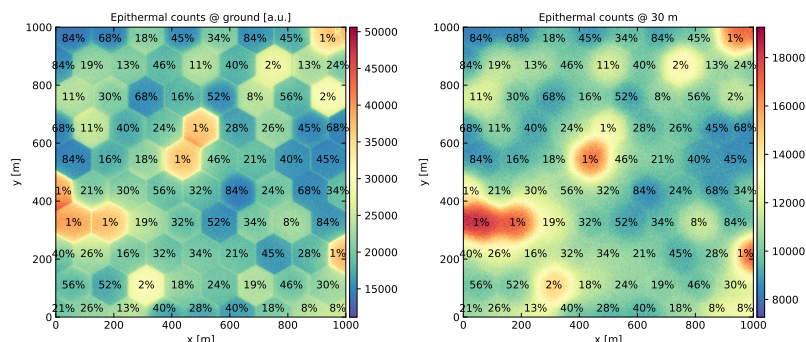 Epithermal counts @ ground [a.u.]
1000
800
600
400
200
0
y [m]
84% 68% 18% 45% 34% 45% 1%
84% 19% 13% 46% 11% 40% 2% 13% 24%
11% 30% 68% 16% 52% 8% 56% 2%
68% 11% 40% 24% 1% 28% 26% 45% 68%
84% 16% 18% 1% 46% 21% 40% 45%
1% 21% 30% 56% 32% 84% 24% 68% 34%
1% 1% 19% 32% 52% 34% 8% 84%
40% 26% 16% 32% 34% 21% 45% 28% 1%
56% 52% 2% 18% 24% 19% 46% 30%
21% 26% 13% 40% 28% 40% 18% 8% 8%
0 200 400 600 800 1000
x [m]
50000
45000
40000
35000
30000
25000
20000
15000
Epithermal counts @ 30 m
1000
800
600
400
200
0
y [m]
84% 68% 18% 45% 34% 45% 1%
84% 19% 13% 46% 11% 40% 2% 13% 24%
11% 30% 68% 16% 52% 8% 56% 2%
68% 11% 40% 24% 1% 28% 26% 45% 68%
84% 16% 18% 1% 46% 21% 40% 45%
1% 21% 30% 56% 32% 84% 24% 68% 34%
1% 1% 19% 32% 52% 34% 8% 84%
40% 26% 16% 32% 34% 21% 45% 28% 1%
56% 52% 2% 18% 24% 19% 46% 30%
21% 26% 13% 40% 28% 40% 18% 8% 8%
0 200 400 600 800 1000
x [m]
18000
16000
14000
12000
10000
8000